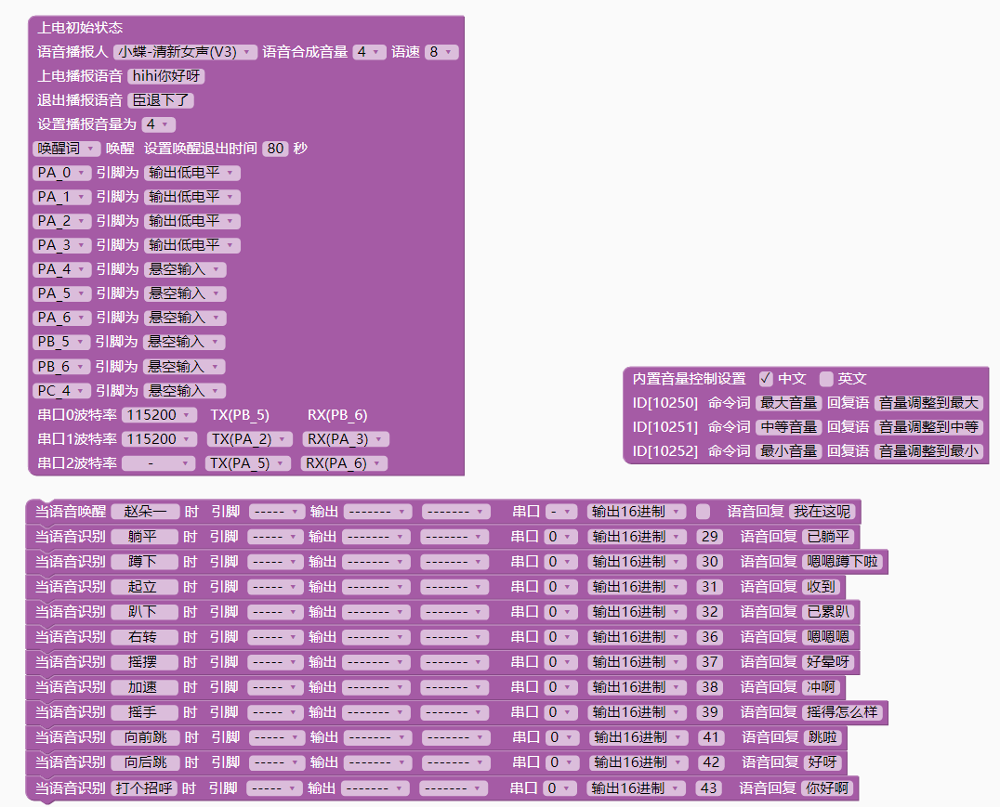 上电初始状态
语音播报人 小蝶-清新女声(V3) 语音合成音量 4 语速 8
上电播报语音 hihi你好呀
退出播报语音 臣退下了
设置播报音量为 4
唤醒词 唤醒 设置唤醒退出时间 80 秒
PA_0 引脚为 输出低电平
PA_1 引脚为 输出低电平
PA_2 引脚为 输出低电平
PA_3 引脚为 输出低电平
PA_4 引脚为 悬空输入
PA_5 引脚为 悬空输入
PA_6 引脚为 悬空输入
PB_5 引脚为 悬空输入
PB_6 引脚为 悬空输入
PC_4 引脚为 悬空输入
串口0波特率 115200 TX(PB_5) RX(PB_6)
串口1波特率 115200 TX(PA_2) RX(PA_3)
串口2波特率 - TX(PA_5) RX(PA_6)
内置音量控制设置 ✓ 中文 英文
ID[10250] 命令词 最大音量 回复语 音量调整到最大
ID[10251] 命令词 中等音量 回复语 音量调整到中等
ID[10252] 命令词 最小音量 回复语 音量调整到最小
当语音唤醒 赵朵一 时 引脚 ----- 输出 ------- ------- 串口 - 输出16进制 语音回复 我在这呢
当语音识别 躺平 时 引脚 ----- 输出 ------- ------- 串口 0 输出16进制 29 语音回复 已躺平
当语音识别 蹲下 时 引脚 ----- 输出 ------- ------- 串口 0 输出16进制 30 语音回复 嗯嗯蹲下啦
当语音识别 起立 时 引脚 ----- 输出 ------- ------- 串口 0 输出16进制 31 语音回复 收到
当语音识别 趴下 时 引脚 ----- 输出 ------- ------- 串口 0 输出16进制 32 语音回复 已累趴
当语音识别 右转 时 引脚 ----- 输出 ------- ------- 串口 0 输出16进制 36 语音回复 嗯嗯嗯
当语音识别 摇摆 时 引脚 ----- 输出 ------- ------- 串口 0 输出16进制 37 语音回复 好晕呀
当语音识别 加速 时 引脚 ----- 输出 ------- ------- 串口 0 输出16进制 38 语音回复 冲啊
当语音识别 摇手 时 引脚 ----- 输出 ------- ------- 串口 0 输出16进制 39 语音回复 摇得怎么样
当语音识别 向前跳 时 引脚 ----- 输出 ------- ------- 串口 0 输出16进制 41 语音回复 跳啦
当语音识别 向后跳 时 引脚 ----- 输出 ------- ------- 串口 0 输出16进制 42 语音回复 好呀
当语音识别 打个招呼 时 引脚 ----- 输出 ------- ------- 串口 0 输出16进制 43 语音回复 你好啊